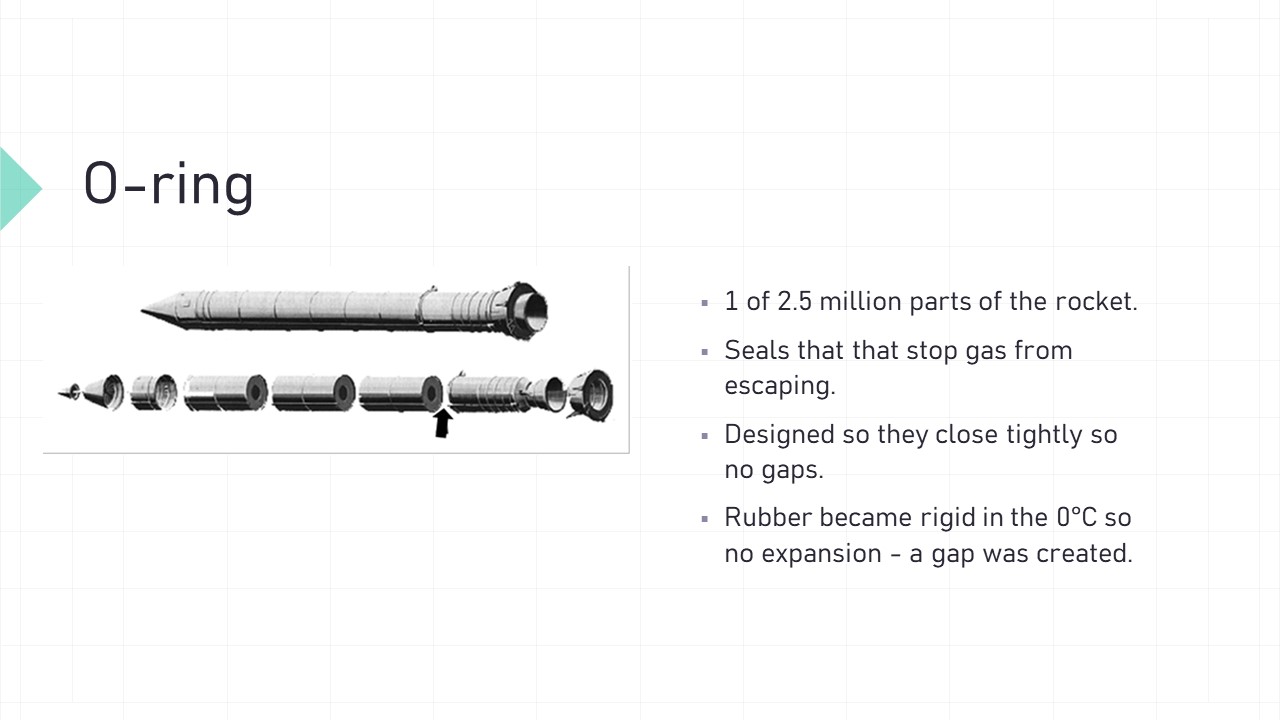 O-ring
▪ 1 of 2.5 million parts of the rocket.
▪ Seals that that stop gas from
escaping.
▪ Designed so they close tightly so
no gaps.
▪ Rubber became rigid in the 0°C so
no expansion - a gap was created.